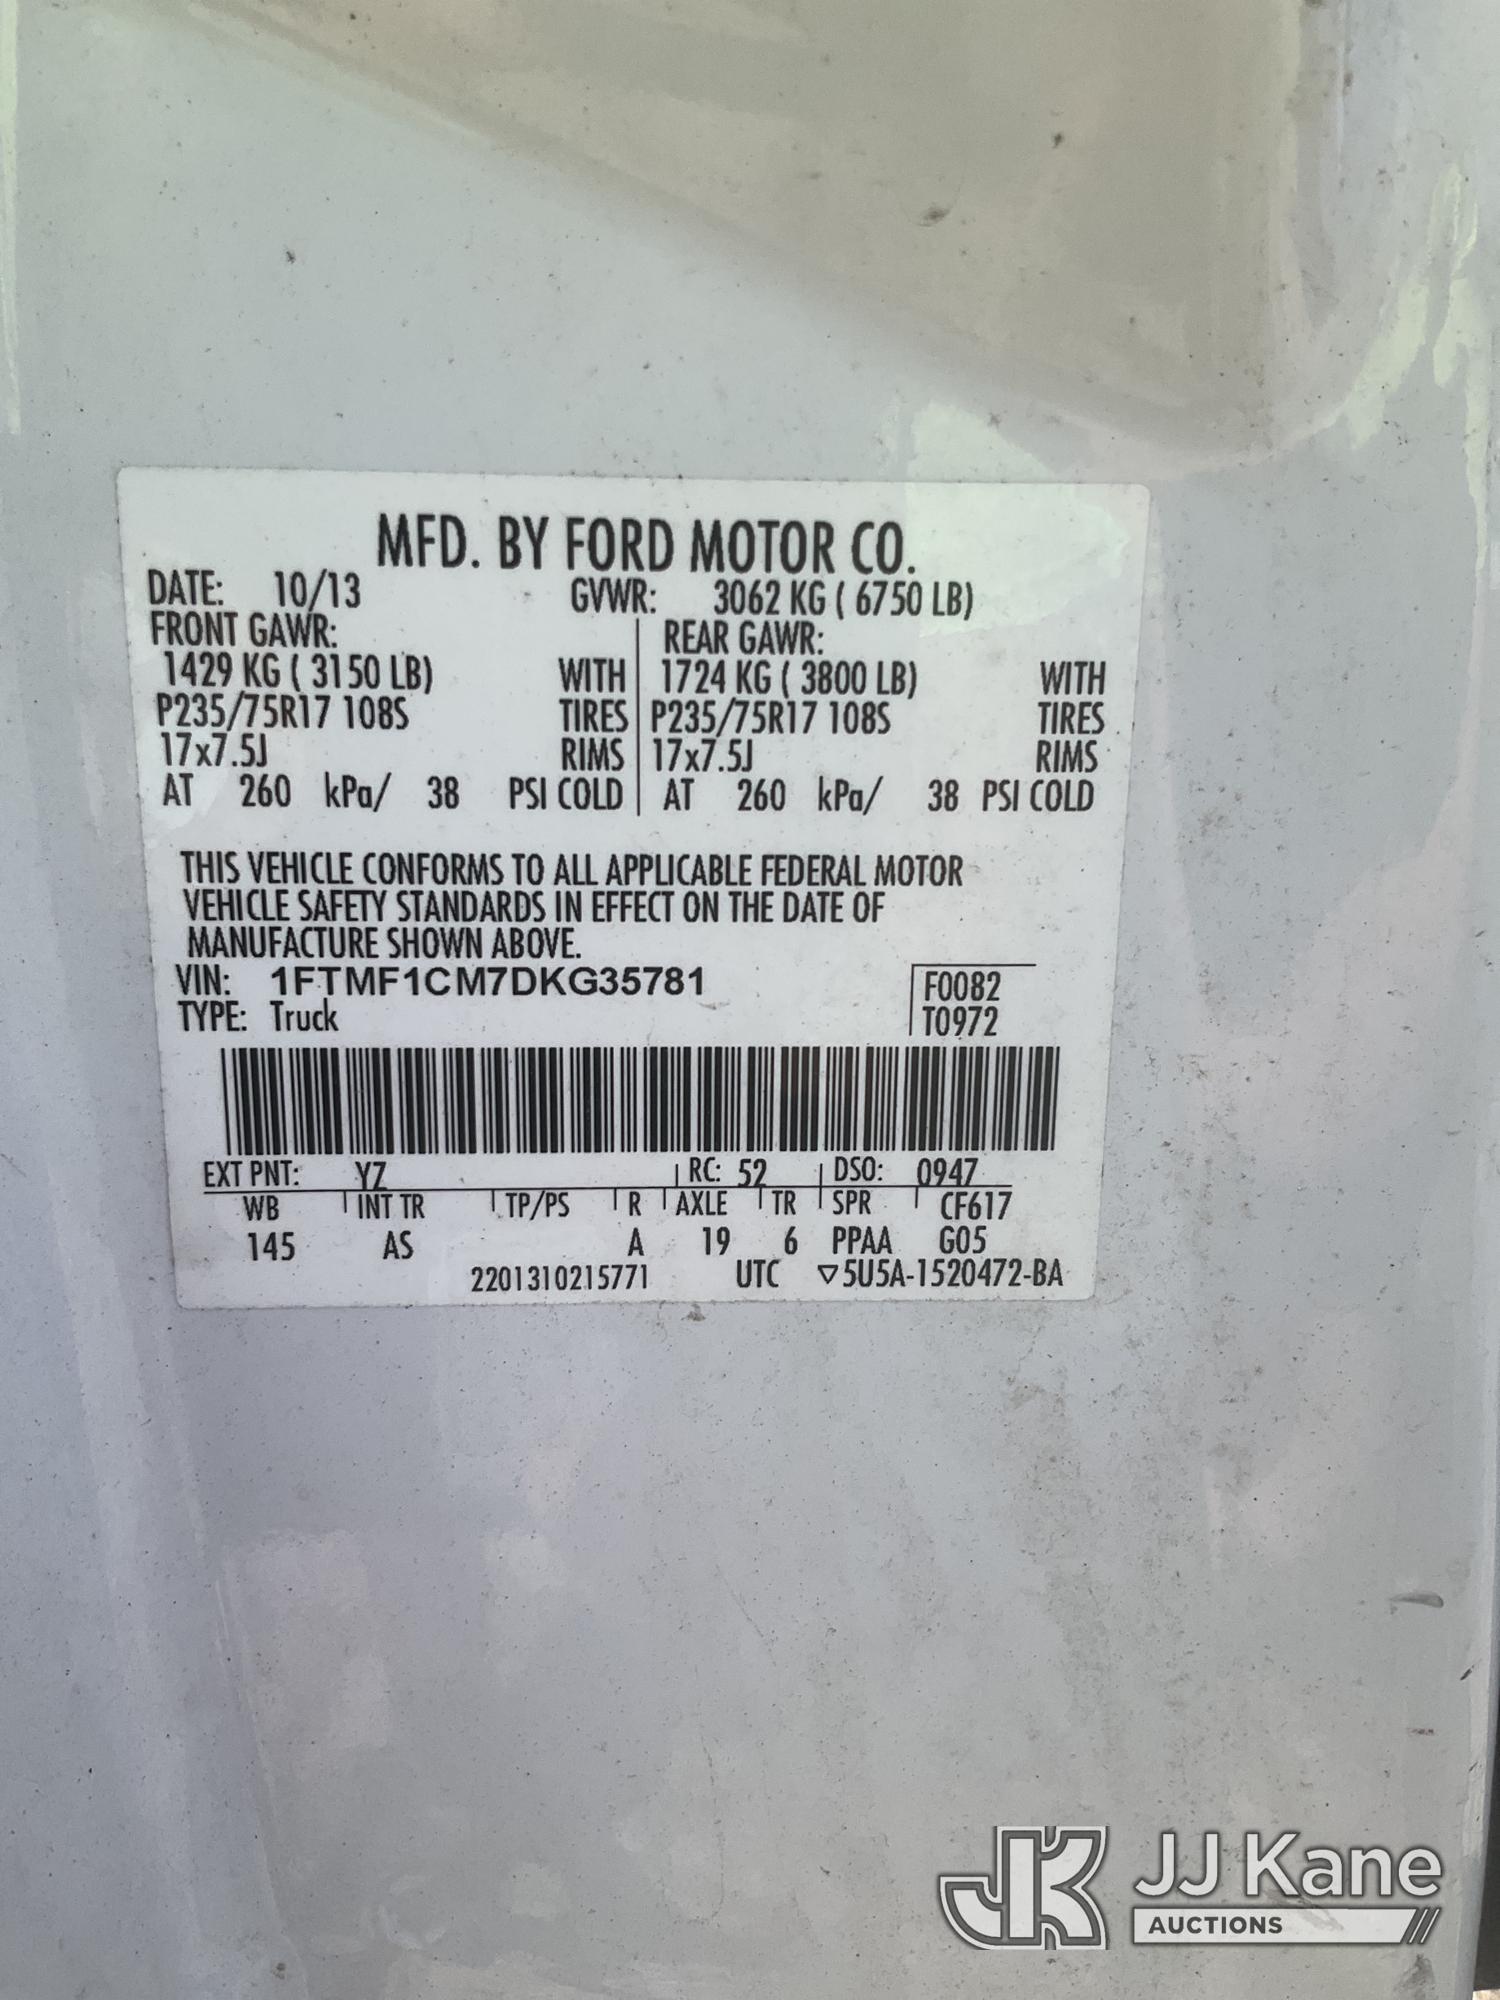 MFD. BY FORD MOTOR CO.
DATE: 10/13 GVWR: 3062 KG ( 6750 LB)
FRONT GAWR: REAR GAWR:
1429 KG ( 3150 LB) WITH 1724 KG ( 3800 LB) WITH
P235/75R17 108S TIRES P235/75R17 108S TIRES
17x7.5J RIMS 17x7.5J RIMS
AT 260 kPa/ 38 PSI COLD AT 260 kPa/ 38 PSI COLD
THIS VEHICLE CONFORMS TO ALL APPLICABLE FEDERAL MOTOR
VEHICLE SAFETY STANDARDS IN EFFECT ON THE DATE OF
MANUFACTURE SHOWN ABOVE.
VIN: 1FTMF1CM7DKG35781 F0082
TYPE: Truck T0972
EXT PNT: YZ RC: 52 DSO: 0947
WB INT TR TP/PS R AXLE TR SPR CF617
145 AS A 19 6 PPAA G05
2201310215771 UTC ▽5U5A-1520472-BA
JK JJ Kane
AUCTIONS